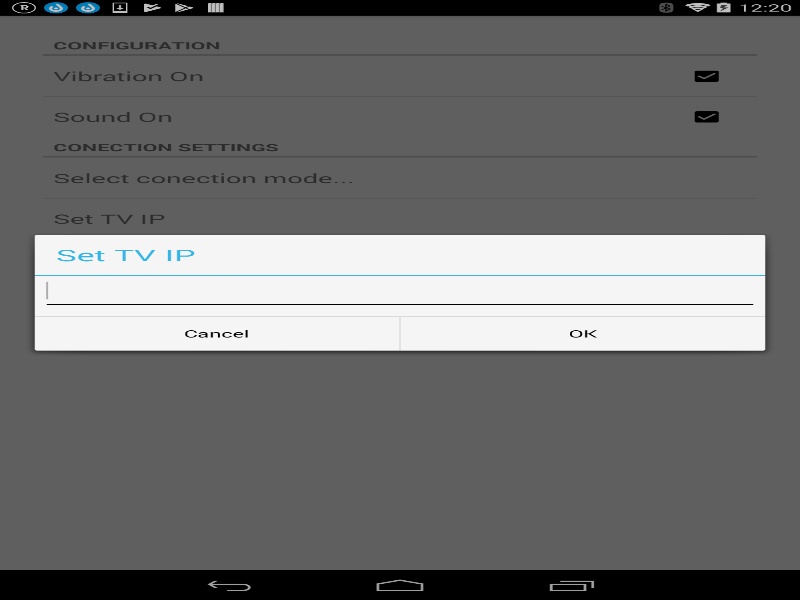 R
12:20
CONFIGURATION
Vibration On
Sound On
CONECTION SETTINGS
Select conection mode...
Set TV IP
Set TV IP
Cancel
OK